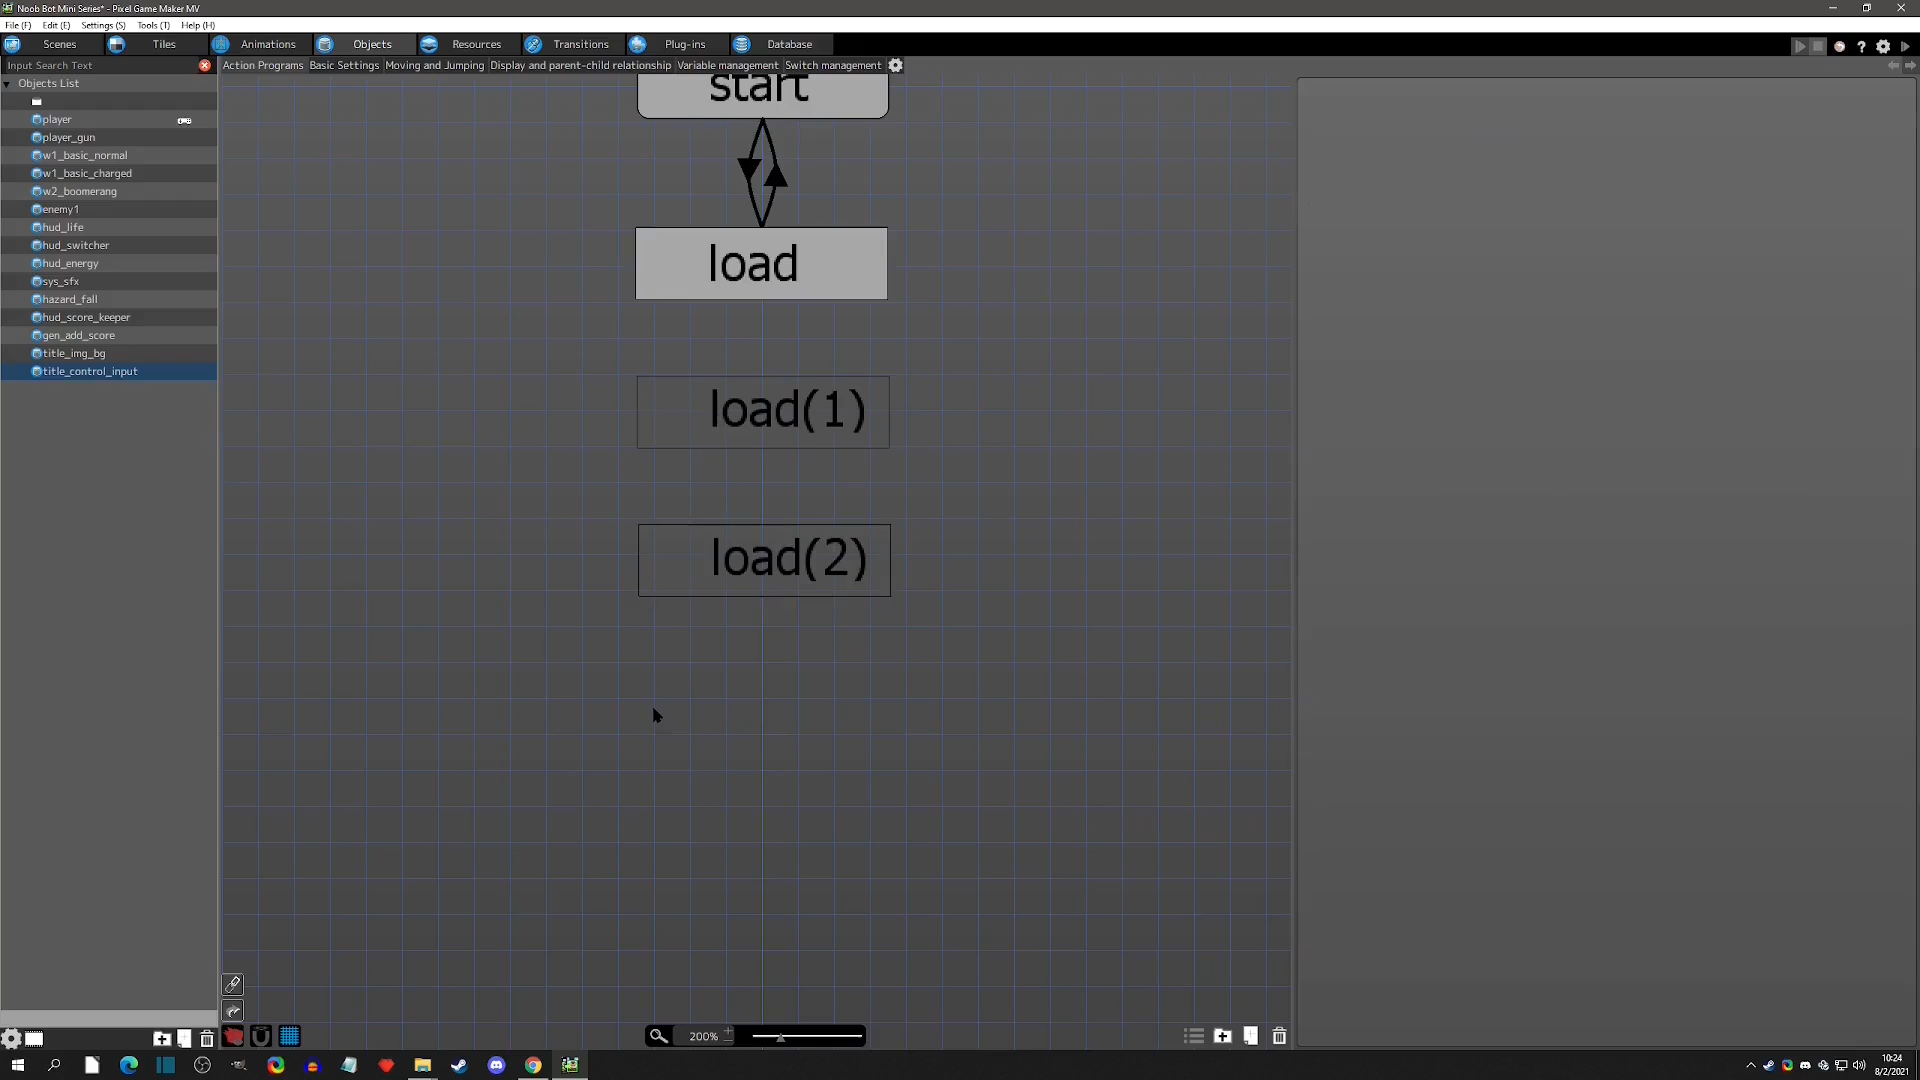 Noob Bot Mini Series* - Pixel Game Maker MV
File (F) Edit (E) Settings (S) Tools (T) Help (H)
Scenes Tiles Animations Objects Resources Transitions Plug-ins Database
Input Search Text
Action Programs Basic Settings Moving and Jumping Display and parent-child relationship Variable management Switch management
Objects List
player
player_gun
w1_basic_normal
w1_basic_charged
w2_boomerang
enemy1
hud_life
hud_switcher
hud_energy
sys_sfx
hazard_fall
hud_score_keeper
gen_add_score
title_img_bg
title_control_input
start
load
load(1)
load(2)
200%
10:24
8/2/2021